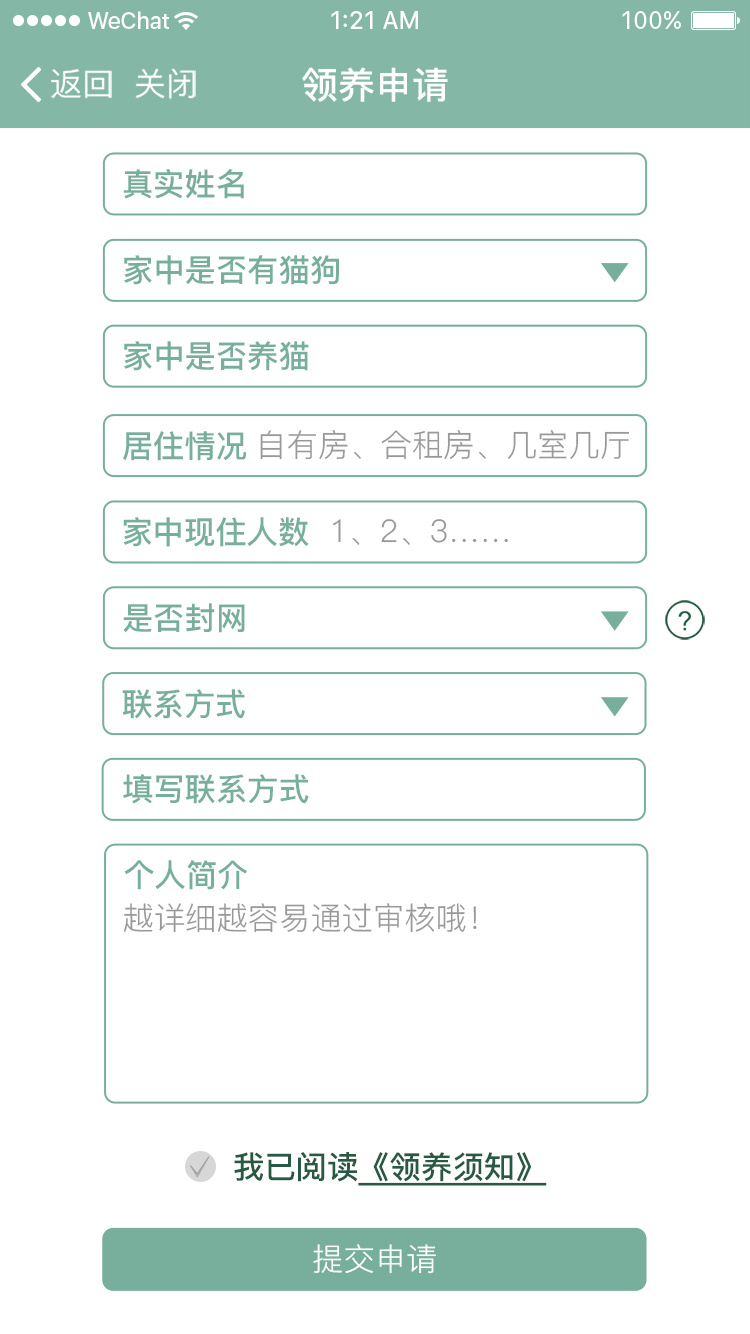 WeChat 1:21 AM 100%
返回 关闭 领养申请
真实姓名
家中是否有猫狗
家中是否养猫
居住情况 自有房、合租房、几室几厅
家中现住人数 1、2、3......
是否封网 ?
联系方式
填写联系方式
个人简介
越详细越容易通过审核哦！
我已阅读《领养须知》
提交申请